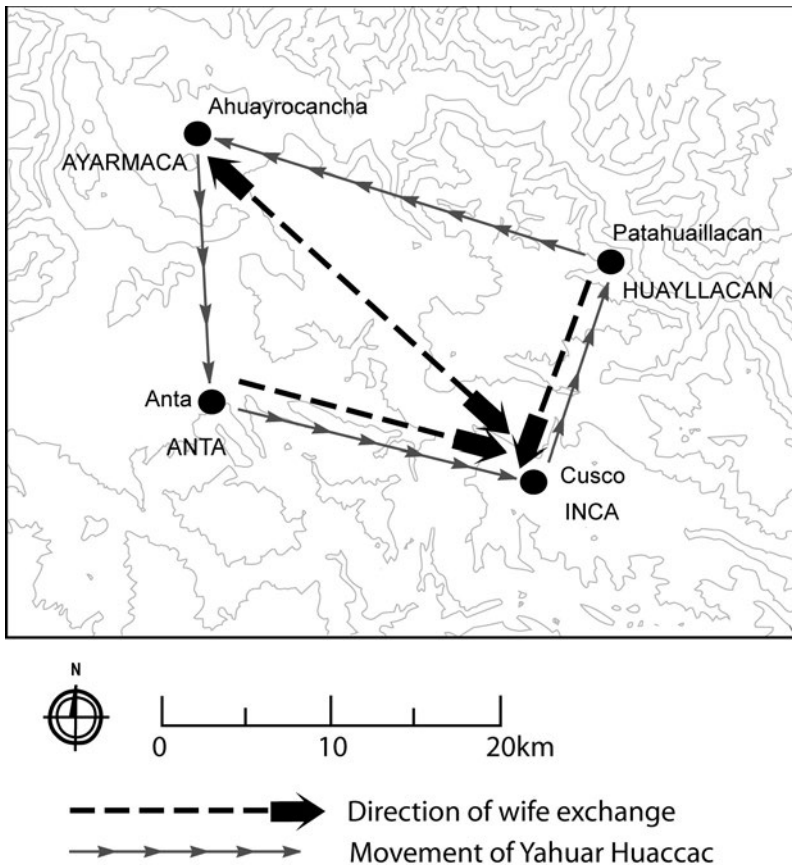 Ahuayrocancha
AYARMACA
Patahuaillacan
HUAYLLACAN
Anta
ANTA
Cusco
INCA
N
0 10 20km
Direction of wife exchange
Movement of Yahuar Huaccac